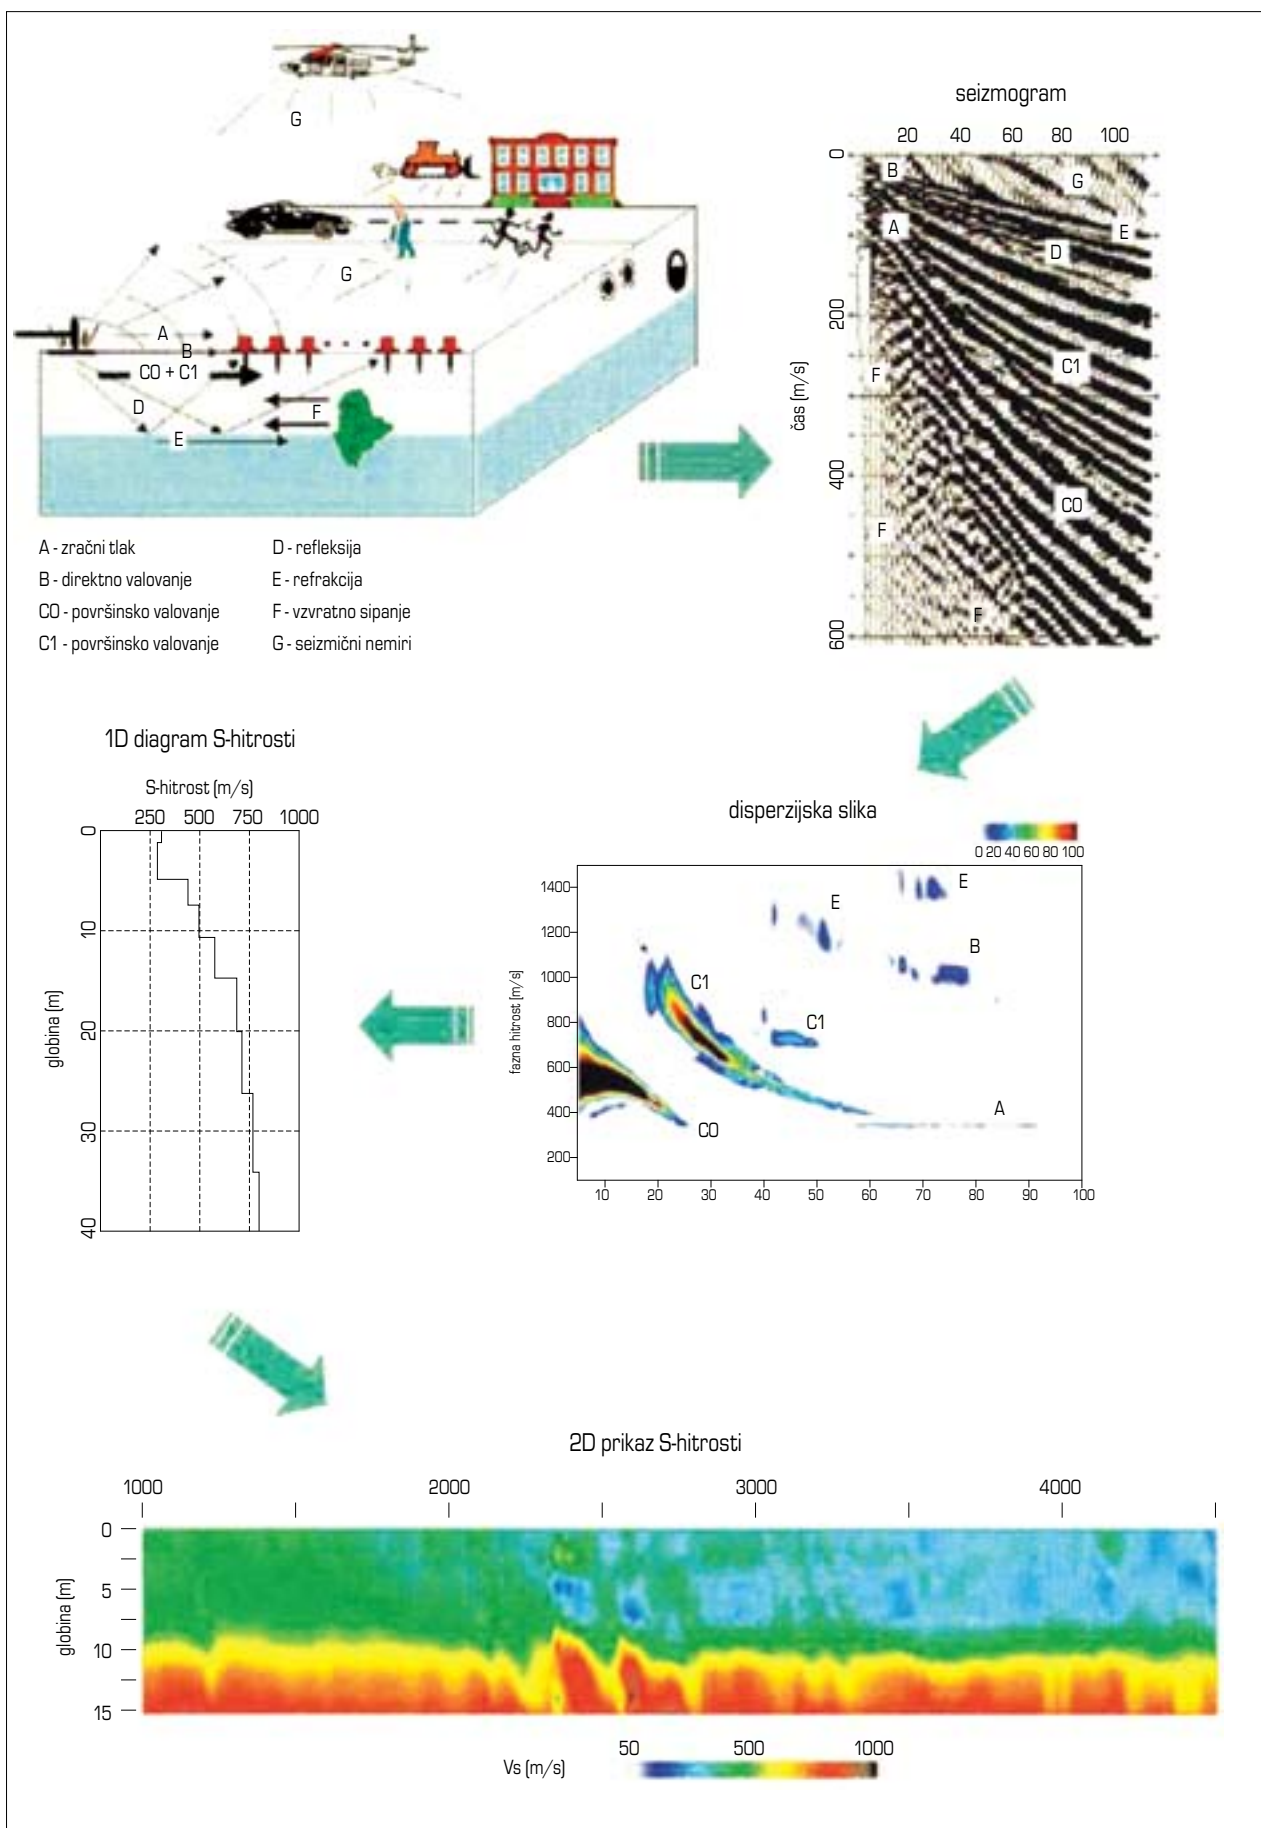 G
G
A
B
C0 + C1
D
F
E
A - zračni tlak
B - direktno valovanje
C0 - površinsko valovanje
C1 - površinsko valovanje
D - refleksija
E - refrakcija
F - vzvratno sipanje
G - seizmični nemiri
seizmogram
20 40 60 80 100
0
200
400
600
čas (m/s)
B
G
A
E
D
C1
F
C0
F
F
1D diagram S-hitrosti
S-hitrost (m/s)
250 500 750 1000
0
10
20
30
40
globina (m)
disperzijska slika
0 20 40 60 80 100
1400
1200
1000
800
600
400
200
fazna hitrost (m/s)
E
E
B
C1
C1
A
C0
10 20 30 40 50 60 70 80 90 100
2D prikaz S-hitrosti
1000 2000 3000 4000
0
5
10
15
globina (m)
50 500 1000
Vs (m/s)